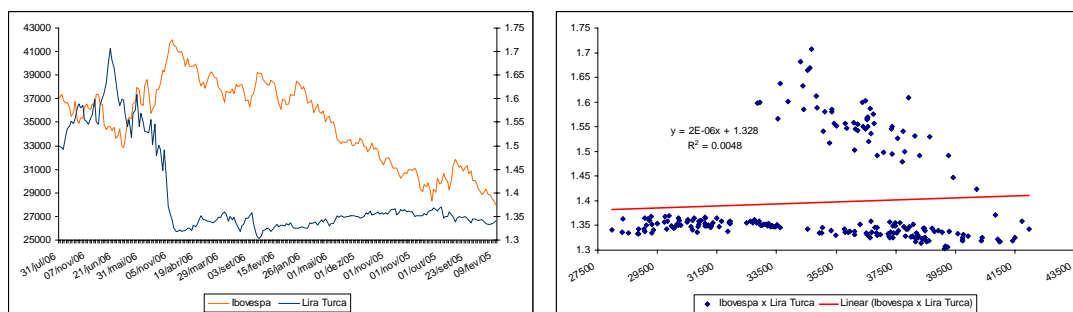 43000
41000
39000
37000
35000
33000
31000
29000
27000
25000
1.75
1.7
1.65
1.6
1.55
1.5
1.45
1.4
1.35
1.3
31/jul/06
07/nov/06
21/jun/06
31/mai/06
05/nov/06
19/abr/06
29/mar/06
03/set/06
15/fev/06
26/jan/06
01/mai/06
01/dez/05
01/nov/05
01/nov/05
01/out/05
23/set/05
09/fev/05
Ibovespa
Lira Turca
1.75
1.7
1.65
1.6
1.55
1.5
1.45
1.4
1.35
1.3
y = 2E-06x + 1.328
R² = 0.0048
27500
29500
31500
33500
35500
37500
39500
41500
43500
Ibovespa x Lira Turca
Linear (Ibovespa x Lira Turca)